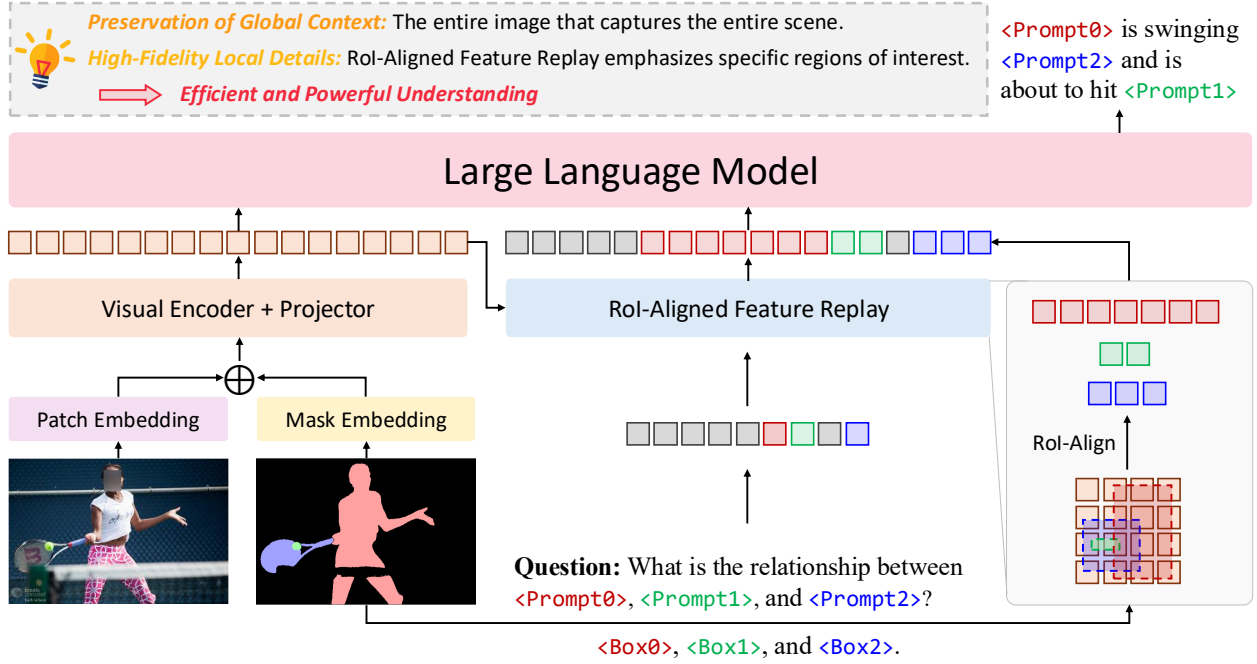 Preservation of Global Context: The entire image that captures the entire scene.
High-Fidelity Local Details: RoI-Aligned Feature Replay emphasizes specific regions of interest.
Efficient and Powerful Understanding
<Prompt0> is swinging
<Prompt2> and is
about to hit <Prompt1>
Large Language Model
Visual Encoder + Projector
RoI-Aligned Feature Replay
Patch Embedding
Mask Embedding
RoI-Align
Question: What is the relationship between
<Prompt0>, <Prompt1>, and <Prompt2>?
<Box0>, <Box1>, and <Box2>.